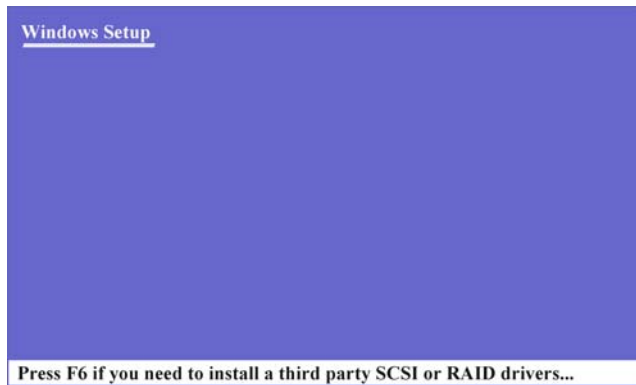 Windows Setup
Press F6 if you need to install a third party SCSI or RAID drivers...